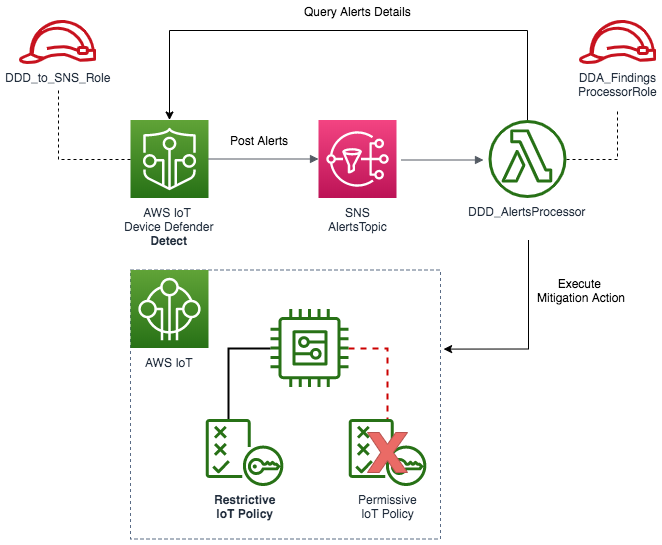 Query Alerts Details
DDD_to_SNS_Role
DDA_Findings
ProcessorRole
Post Alerts
AWS IoT
Device Defender
Detect
SNS
AlertsTopic
DDD_AlertsProcessor
Execute
Mitigation Action
AWS IoT
Restrictive
IoT Policy
Permissive
IoT Policy